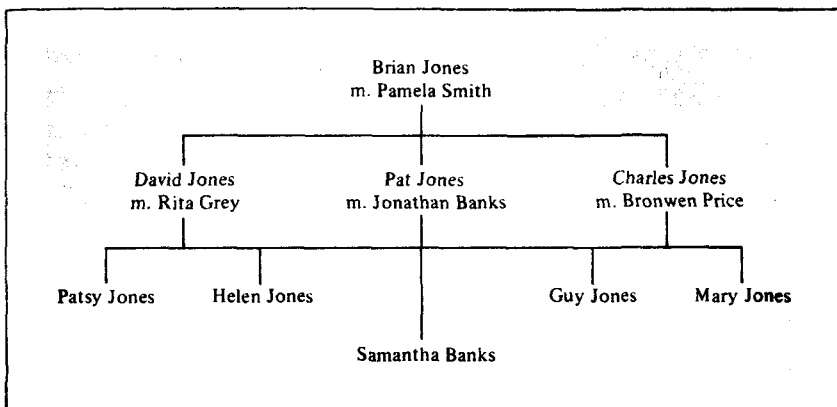 Brian Jones
m. Pamela Smith
David Jones
m. Rita Grey
Pat Jones
m. Jonathan Banks
Charles Jones
m. Bronwen Price
Patsy Jones
Helen Jones
Guy Jones
Mary Jones
Samantha Banks